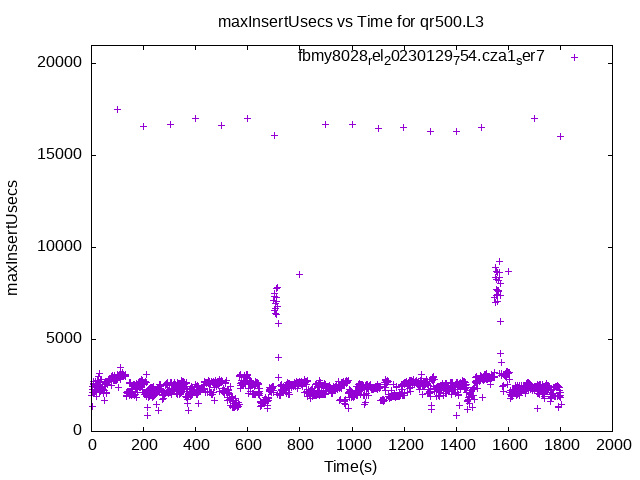 maxInsertUsecs vs Time for qr500.L3
fbmy8028rel20230129754.cza1ser7
20000
15000
10000
5000
0
maxInsertUsecs
0 200 400 600 800 1000 1200 1400 1600 1800 2000
Time(s)